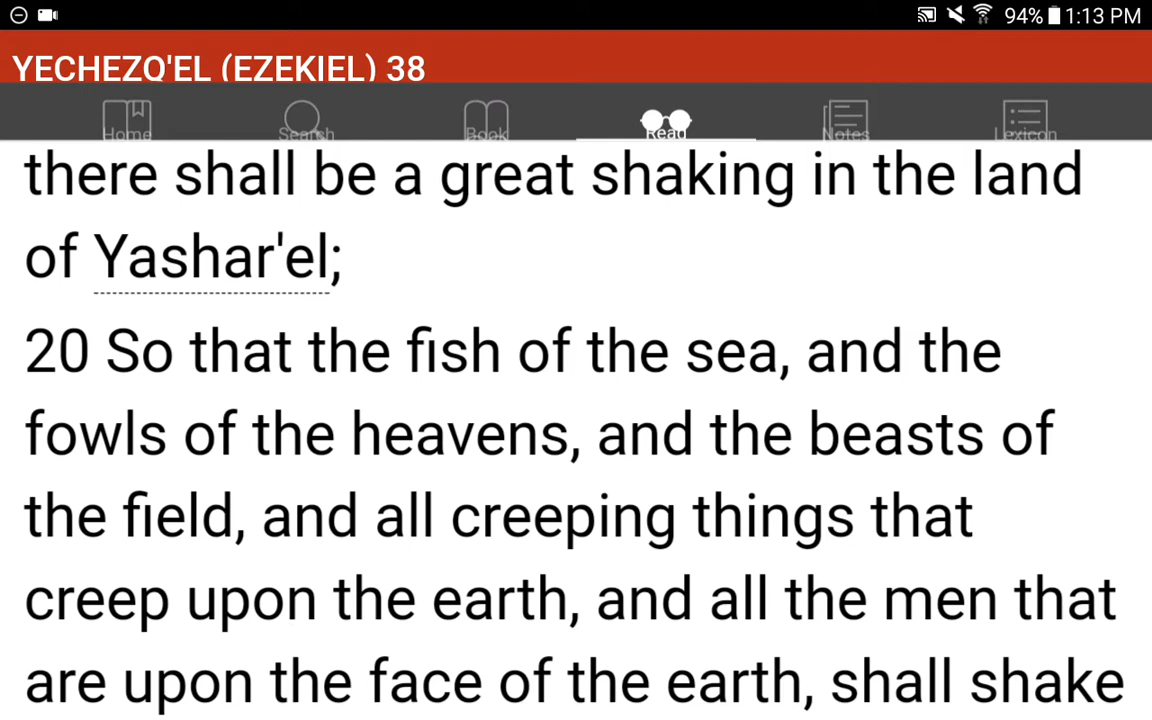 94% 1:13 PM
YECHEZQ'EL (EZEKIEL) 38
Home Search Book Read Notes Lexicon
there shall be a great shaking in the land
of Yashar'el;
20 So that the fish of the sea, and the
fowls of the heavens, and the beasts of
the field, and all creeping things that
creep upon the earth, and all the men that
are upon the face of the earth, shall shake